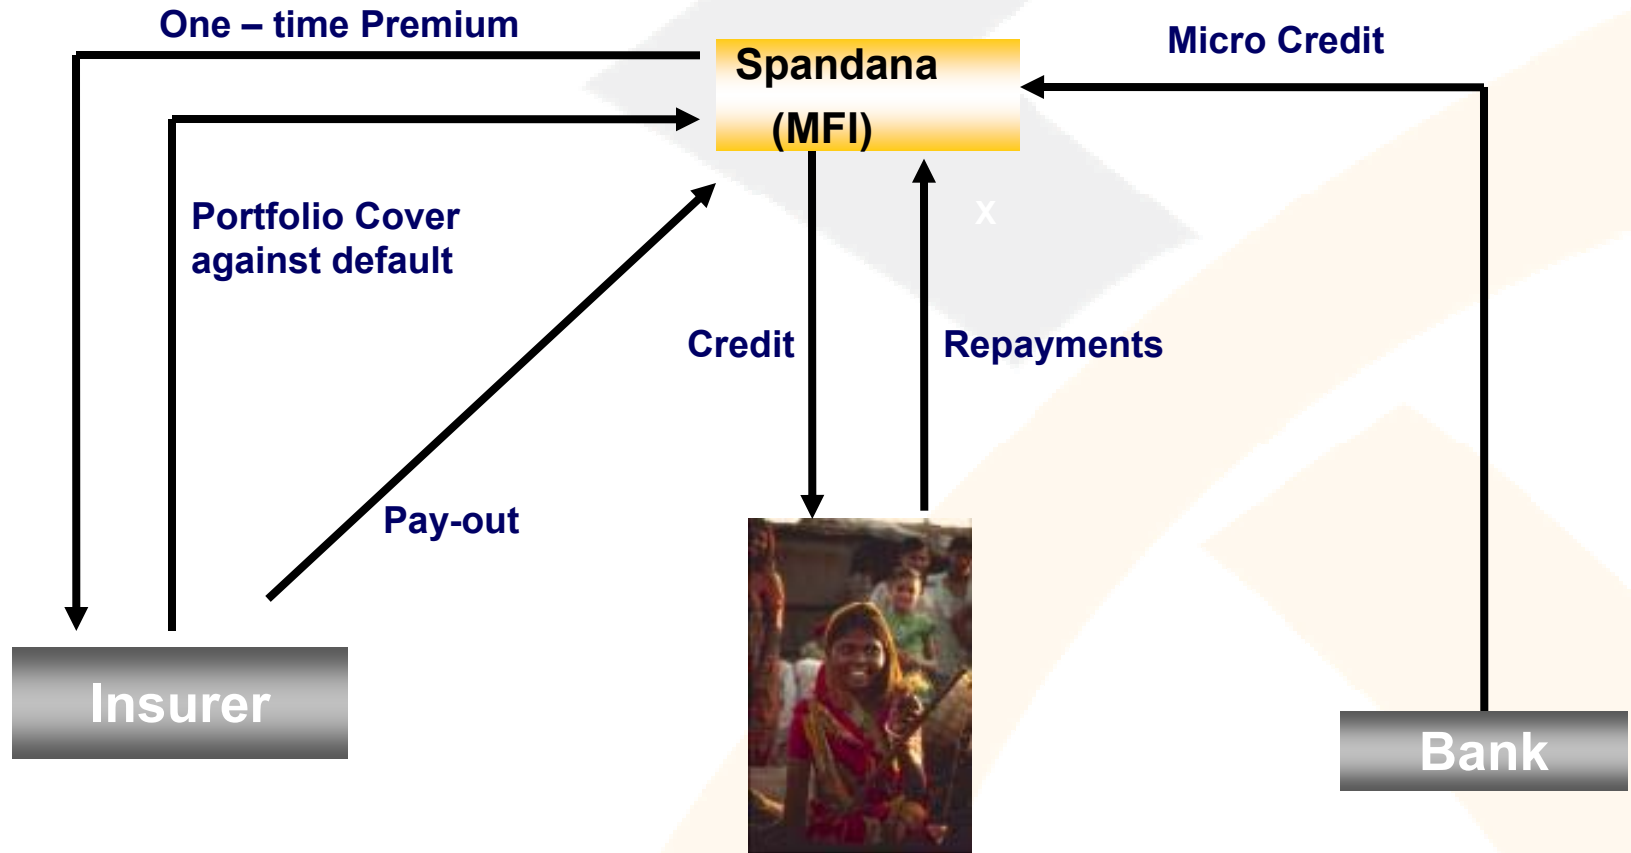 One – time Premium
Micro Credit
Spandana
(MFI)
Portfolio Cover
against default
X
Credit
Repayments
Pay-out
Insurer
Bank